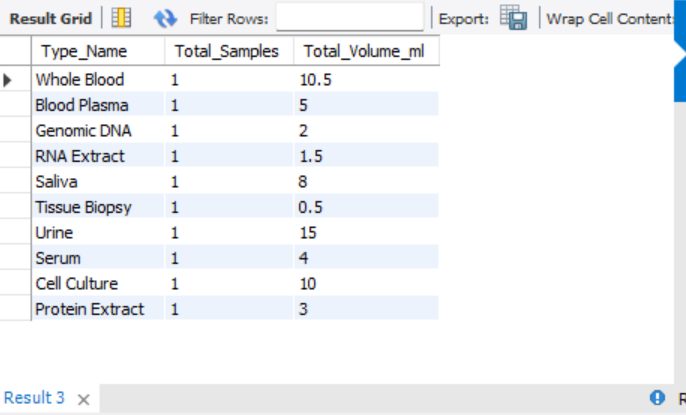 Result Grid Filter Rows: Export: Wrap Cell Content:
Type_Name Total_Samples Total_Volume_ml
Whole Blood 1 10.5
Blood Plasma 1 5
Genomic DNA 1 2
RNA Extract 1 1.5
Saliva 1 8
Tissue Biopsy 1 0.5
Urine 1 15
Serum 1 4
Cell Culture 1 10
Protein Extract 1 3
Result 3 R